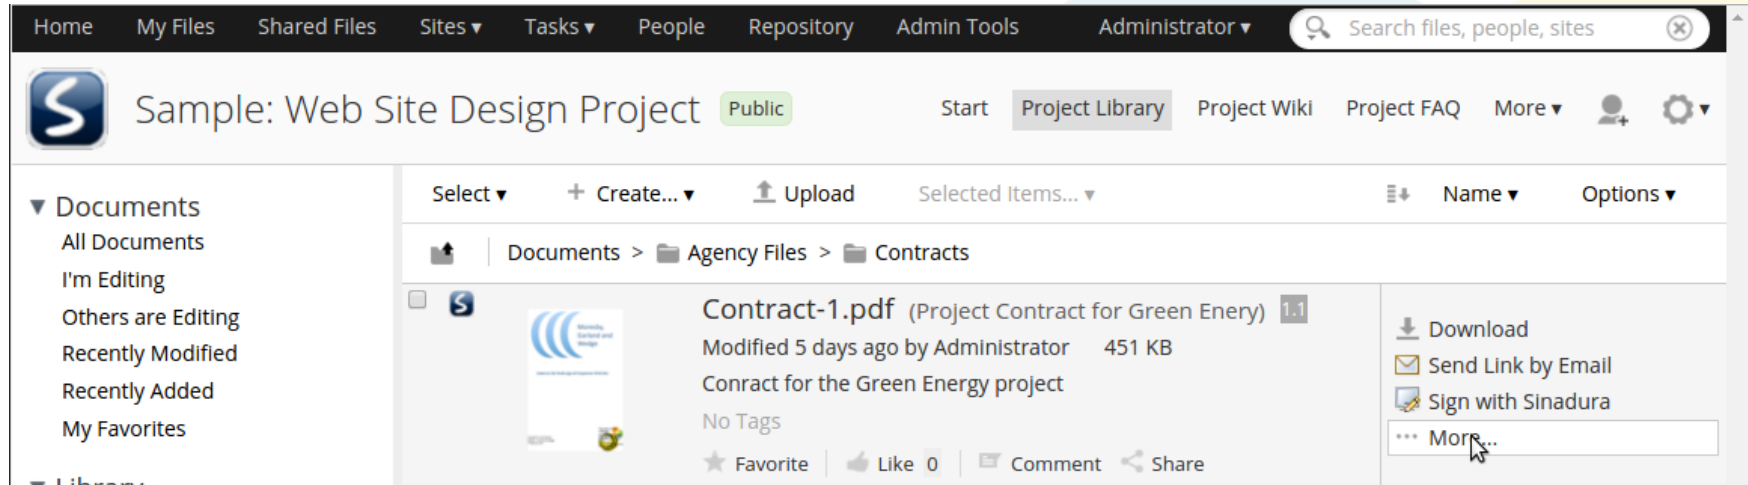 Home My Files Shared Files Sites ▾ Tasks ▾ People Repository Admin Tools Administrator ▾ Search files, people, sites
Sample: Web Site Design Project Public Start Project Library Project Wiki Project FAQ More ▾
Documents
All Documents
I'm Editing
Others are Editing
Recently Modified
Recently Added
My Favorites
Library
Select ▾ + Create... ▾ Upload Selected Items... ▾ Name ▾ Options ▾
Documents > Agency Files > Contracts
Contract-1.pdf (Project Contract for Green Enery) 1.1
Modified 5 days ago by Administrator 451 KB
Conract for the Green Energy project
No Tags
Favorite Like 0 Comment Share
Download
Send Link by Email
Sign with Sinadura
More...